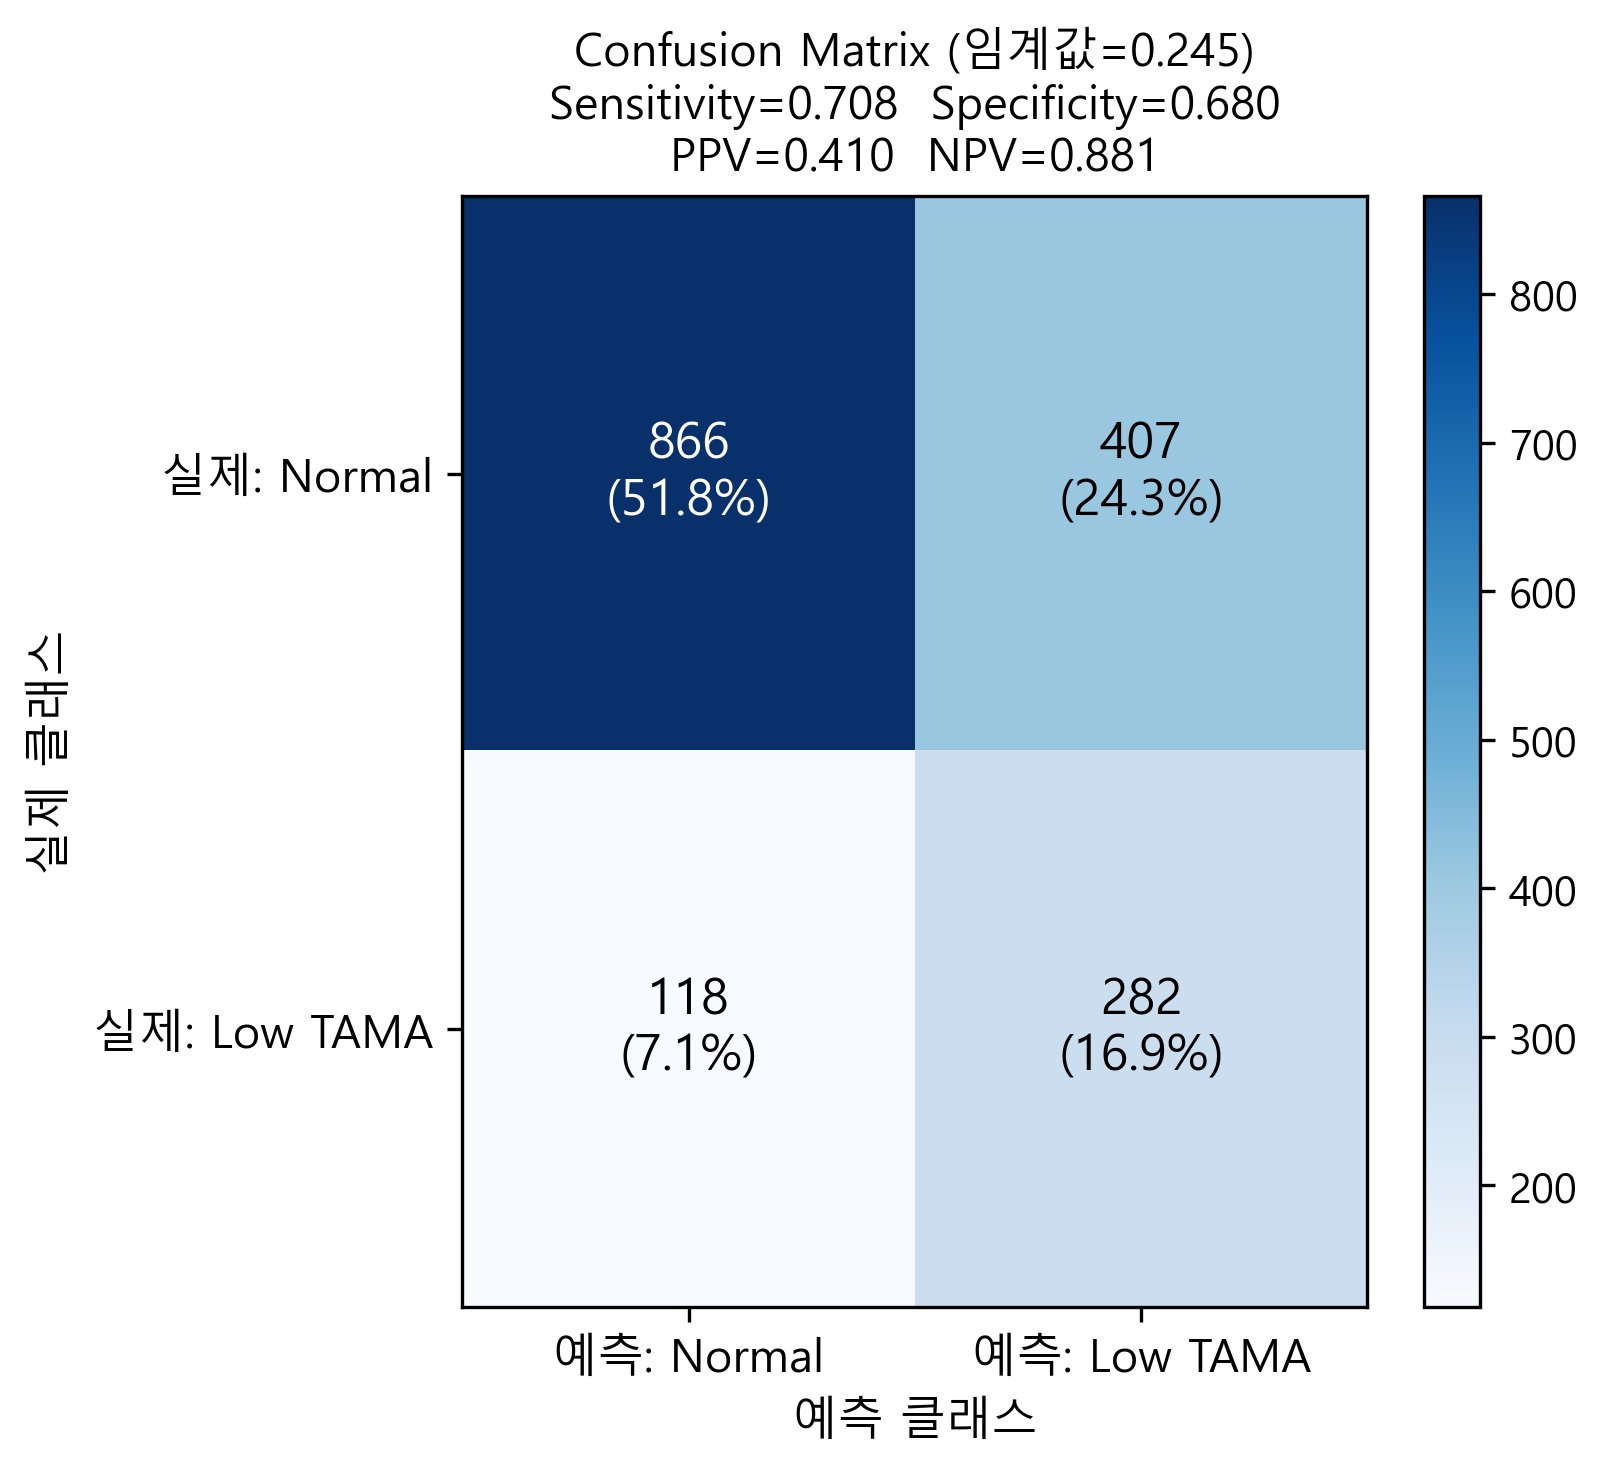 Confusion Matrix (임계값=0.245)
Sensitivity=0.708 Specificity=0.680
PPV=0.410 NPV=0.881
실제 클래스
실제: Normal
866
(51.8%)
407
(24.3%)
실제: Low TAMA
118
(7.1%)
282
(16.9%)
예측: Normal
예측: Low TAMA
예측 클래스
800
700
600
500
400
300
200